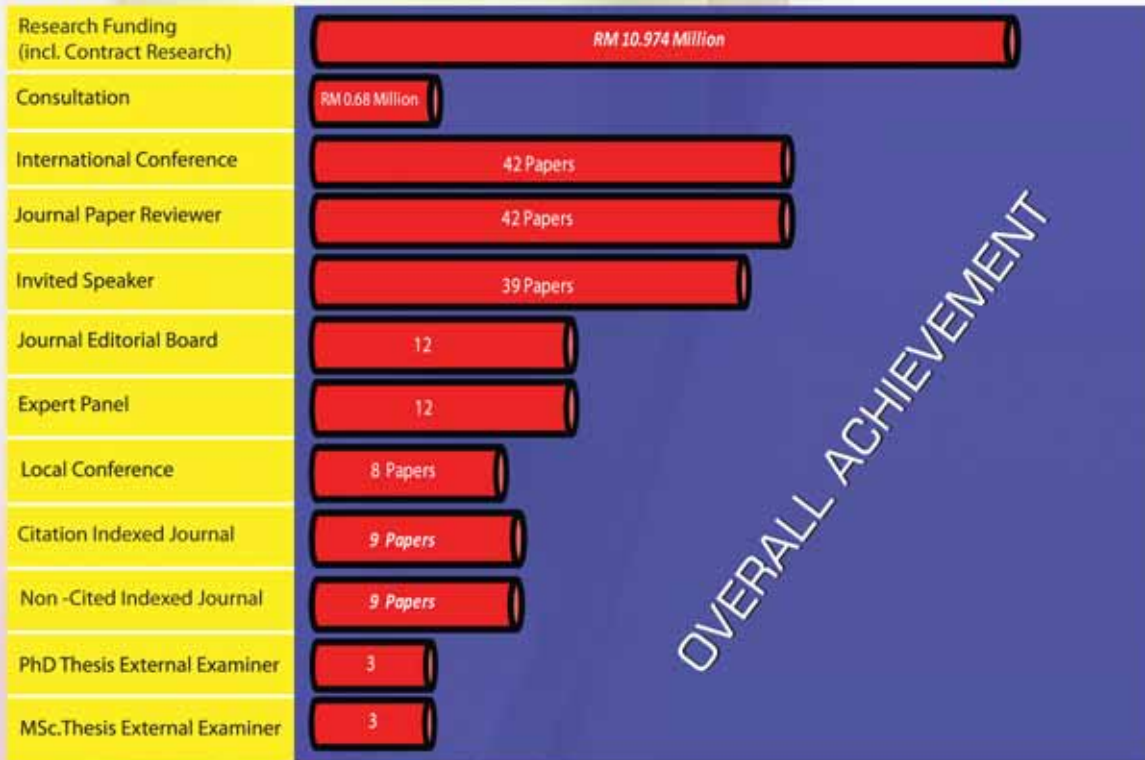 Research Funding
(incl. Contract Research)
RM 10.974 Million
Consultation
RM 0.68 Million
International Conference
42 Papers
Journal Paper Reviewer
42 Papers
Invited Speaker
39 Papers
Journal Editorial Board
12
Expert Panel
12
Local Conference
8 Papers
Citation Indexed Journal
9 Papers
Non -Cited Indexed Journal
9 Papers
PhD Thesis External Examiner
3
MSc.Thesis External Examiner
3
OVERALL ACHIEVEMENT